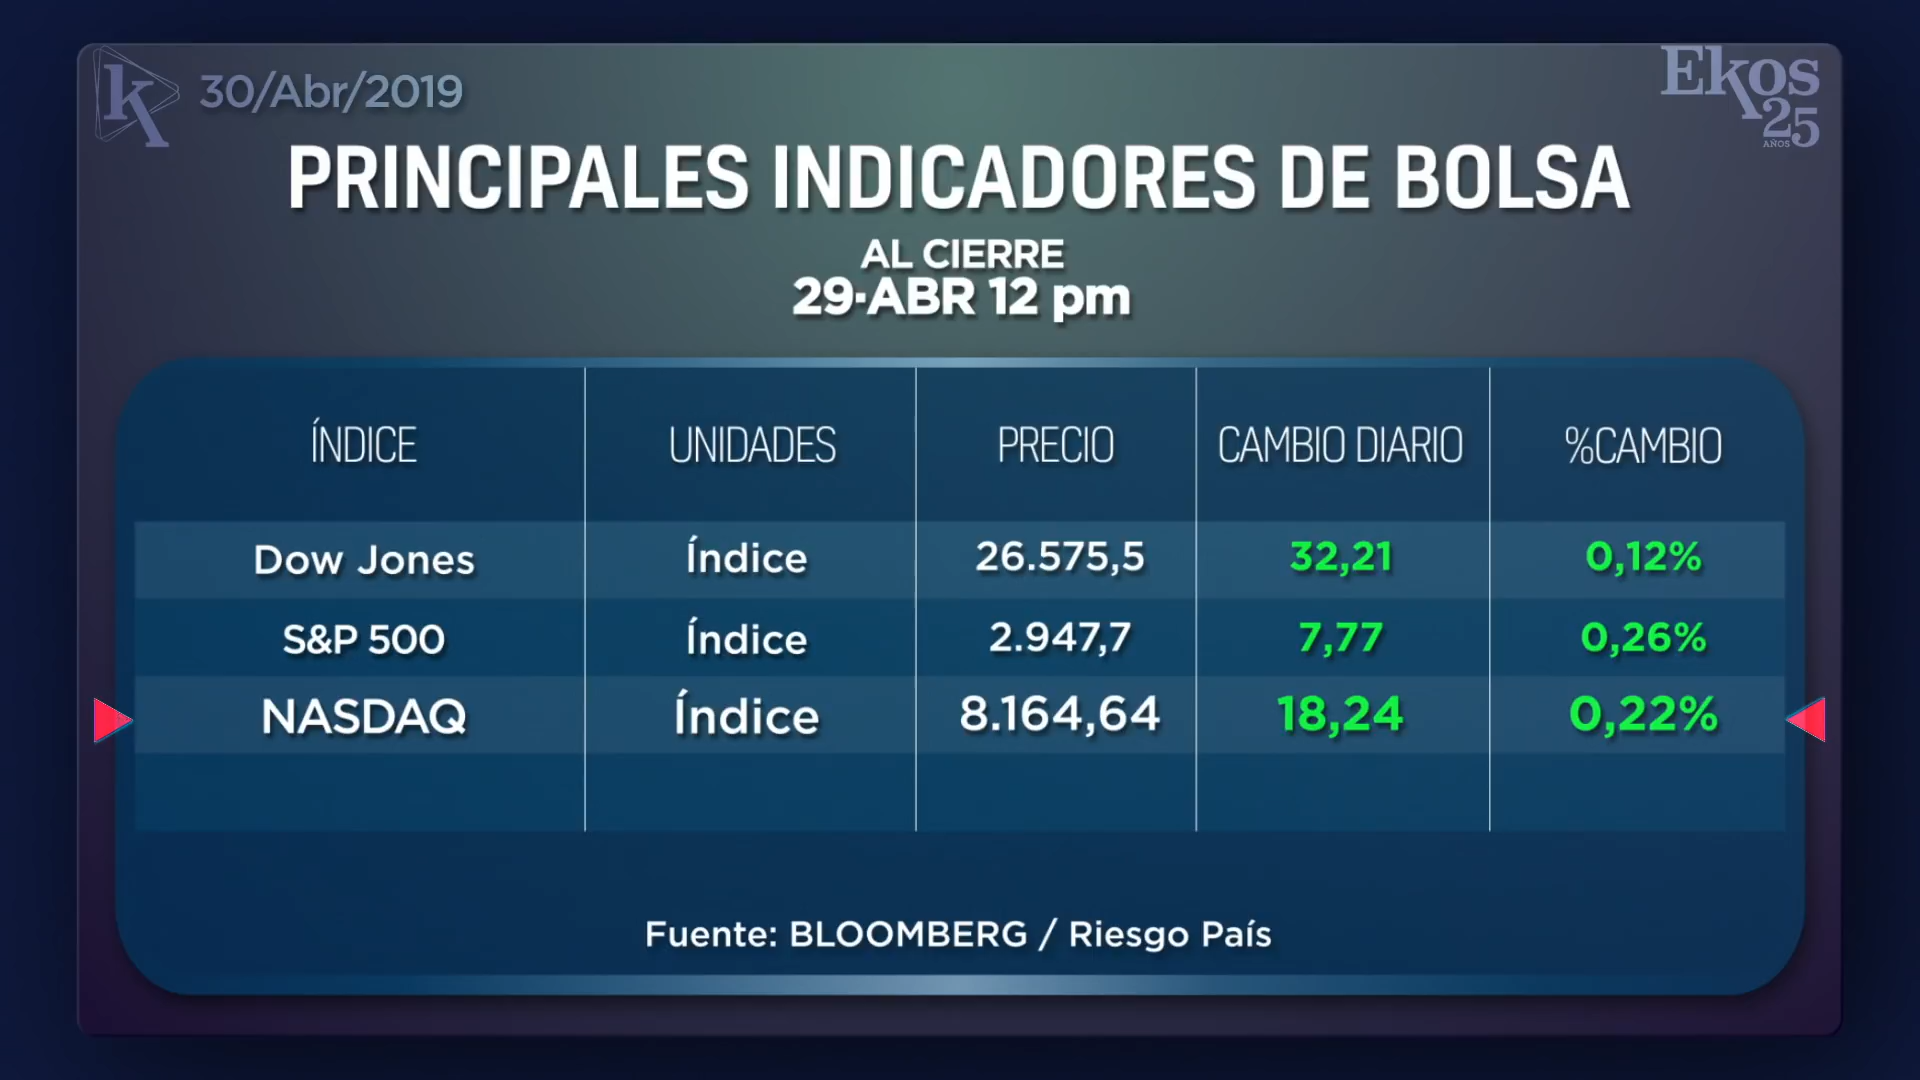 k 30/Abr/2019
Ekos
25
AÑOS
PRINCIPALES INDICADORES DE BOLSA
AL CIERRE
29·ABR 12 pm
ÍNDICE UNIDADES PRECIO CAMBIO DIARIO %CAMBIO
Dow Jones Índice 26.575,5 32,21 0,12%
S&P 500 Índice 2.947,7 7,77 0,26%
NASDAQ Índice 8.164,64 18,24 0,22%
Fuente: BLOOMBERG / Riesgo País